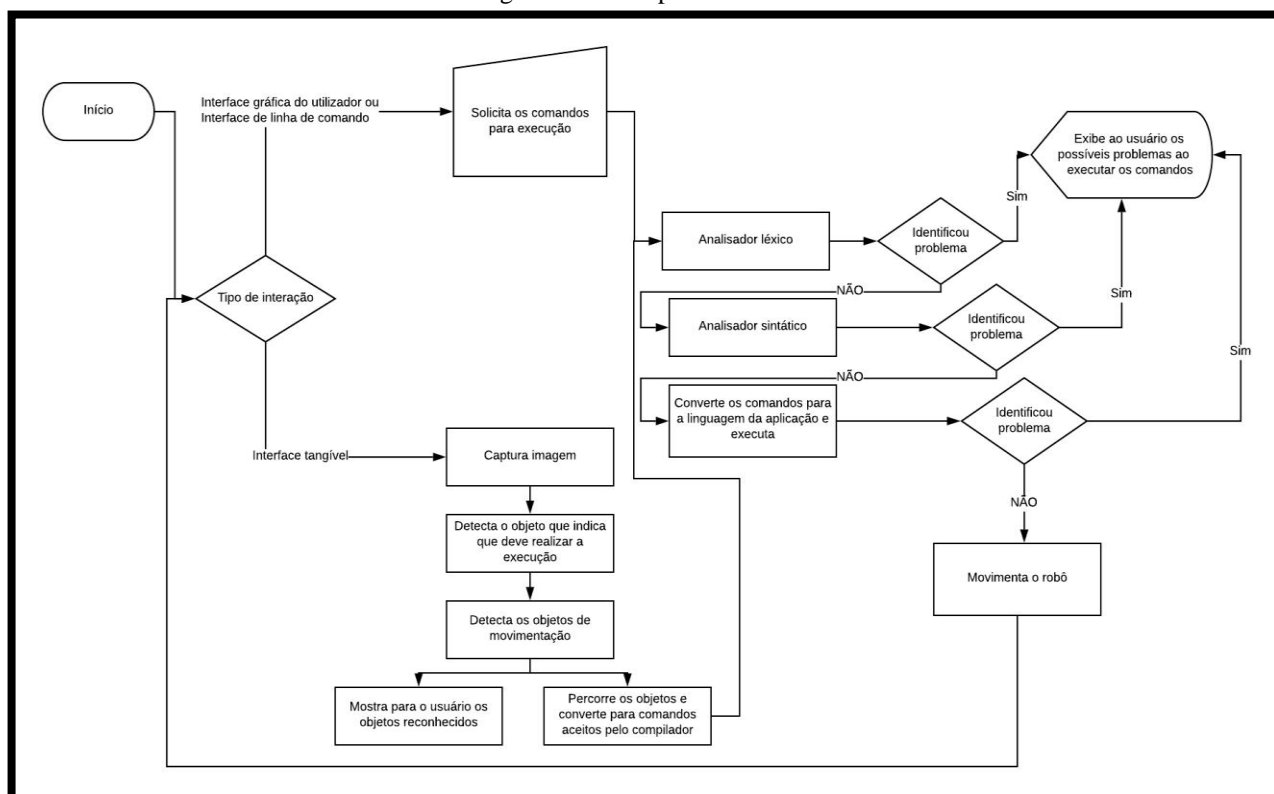 Início
Interface gráfica do utilizador ou
Interface de linha de comando
Solicita os comandos
para execução
Exibe ao usuário os
possíveis problemas ao
executar os comandos
Sim
Analisador léxico
Identificou
problema
Tipo de interação
NÃO
Sim
Analisador sintático
Identificou
problema
Sim
NÃO
Converte os comandos para
a linguagem da aplicação e
executa
Identificou
problema
Interface tangível
Captura imagem
NÃO
Detecta o objeto que indica
que deve realizar a
execução
Movimenta o robô
Detecta os objetos de
movimentação
Mostra para o usuário os
objetos reconhecidos
Percorre os objetos e
converte para comandos
aceitos pelo compilador